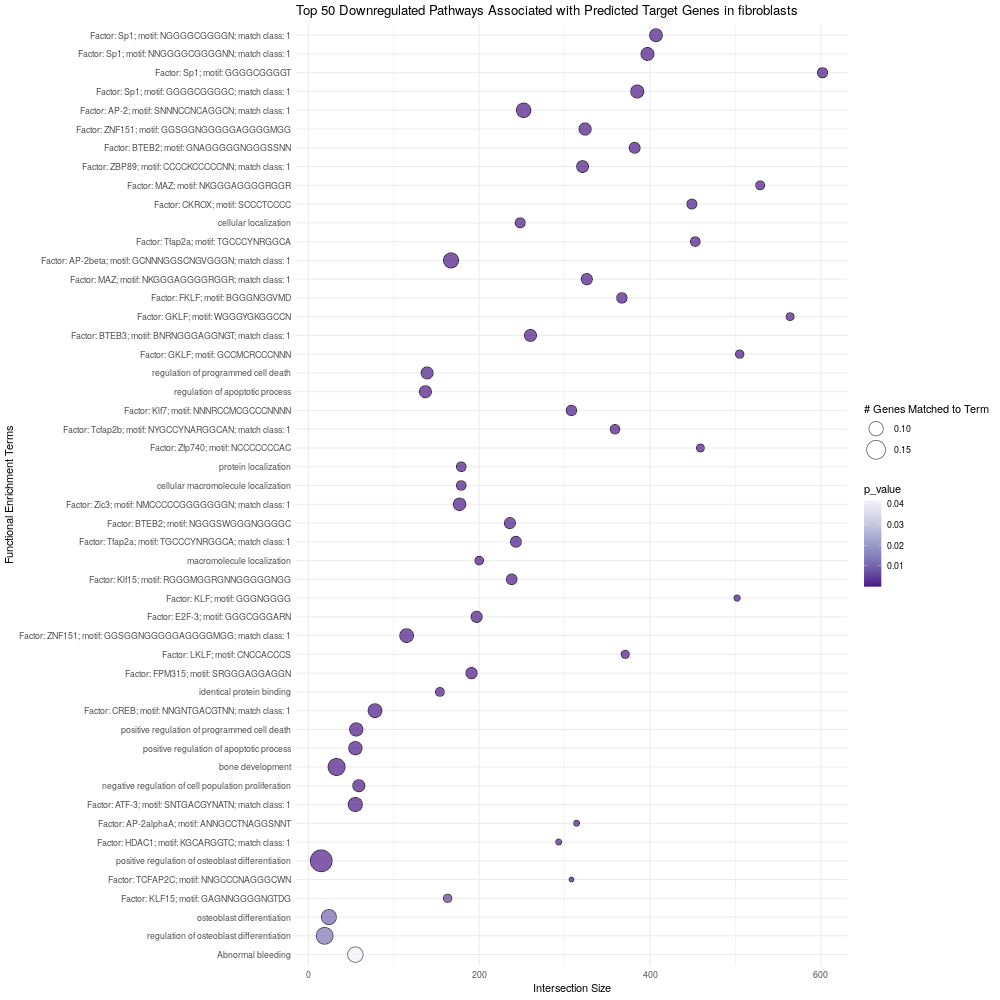 Top 50 Downregulated Pathways Associated with Predicted Target Genes in fibroblasts
Functional Enrichment Terms
Factor: Sp1; motif: NGGGGCGGGGN; match class: 1
Factor: Sp1; motif: NNGGGGCGGGGNN; match class: 1
Factor: Sp1; motif: GGGGCGGGGT
Factor: Sp1; motif: GGGGCGGGGC; match class: 1
Factor: AP-2; motif: SNNNCCNCAGGCN; match class: 1
Factor: ZNF151; motif: GGSGGNGGGGGAGGGGMGG
Factor: BTEB2; motif: GNAGGGGGNGGGSSNN
Factor: ZBP89; motif: CCCCKCCCCCNN; match class: 1
Factor: MAZ; motif: NKGGGAGGGGRGGR
Factor: CKROX; motif: SCCCTCCCC
cellular localization
Factor: Tfap2a; motif: TGCCCYNRGGCA
Factor: AP-2beta; motif: GCNNNGGSCNGVGGGN; match class: 1
Factor: MAZ; motif: NKGGGAGGGGRGGR; match class: 1
Factor: FKLF; motif: BGGGNGGVMD
Factor: GKLF; motif: WGGGYGKGGCCN
Factor: BTEB3; motif: BNRNGGGAGGNGT; match class: 1
Factor: GKLF; motif: GCCMCRCCCNNN
regulation of programmed cell death
regulation of apoptotic process
Factor: Klf7; motif: NNNRCCMCGCCCNNNN
Factor: Tcfap2b; motif: NYGCCYNARGGCAN; match class: 1
Factor: Zfp740; motif: NCCCCCCCAC
protein localization
cellular macromolecule localization
Factor: Zic3; motif: NMCCCCCGGGGGGGN; match class: 1
Factor: BTEB2; motif: NGGGSWGGGNGGGGC
Factor: Tfap2a; motif: TGCCCYNRGGCA; match class: 1
macromolecule localization
Factor: Klf15; motif: RGGGMGGRGNNGGGGGNGG
Factor: KLF; motif: GGGNGGGG
Factor: E2F-3; motif: GGGCGGGARN
Factor: ZNF151; motif: GGSGGNGGGGGAGGGGMGG; match class: 1
Factor: LKLF; motif: CNCCACCCS
Factor: FPM315; motif: SRGGGAGGAGGN
identical protein binding
Factor: CREB; motif: NNGNTGACGTNN; match class: 1
positive regulation of programmed cell death
positive regulation of apoptotic process
bone development
negative regulation of cell population proliferation
Factor: ATF-3; motif: SNTGACGYNATN; match class: 1
Factor: AP-2alphaA; motif: ANNGCCTNAGGSNNT
Factor: HDAC1; motif: KGCARGGTC; match class: 1
positive regulation of osteoblast differentiation
Factor: TCFAP2C; motif: NNGCCCNAGGGCWN
Factor: KLF15; motif: GAGNNGGGGNGTDG
osteoblast differentiation
regulation of osteoblast differentiation
Abnormal bleeding
0
200
400
600
Intersection Size
# Genes Matched to Term
0.10
0.15
p_value
0.04
0.03
0.02
0.01